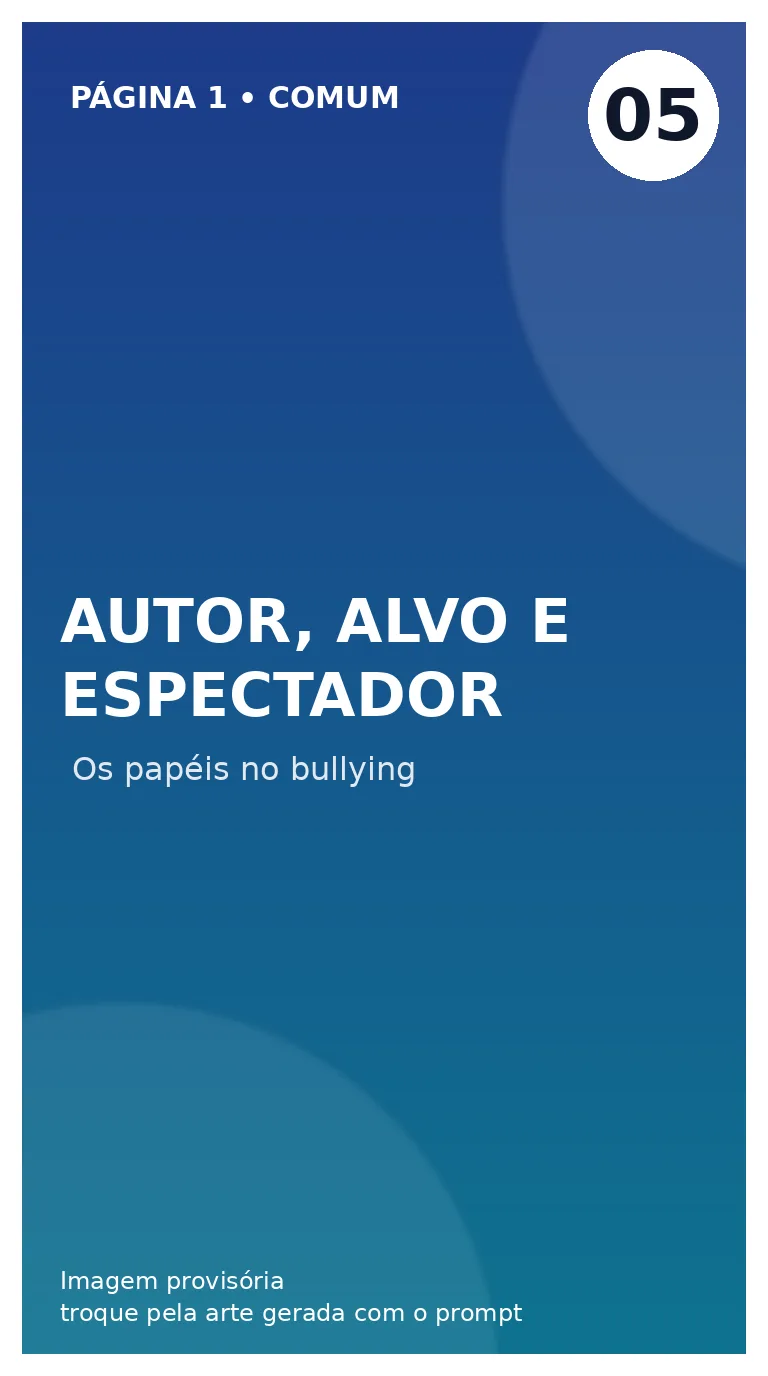 PÁGINA 1 • COMUM
05
AUTOR, ALVO E
ESPECTADOR
Os papéis no bullying
Imagem provisória
troque pela arte gerada com o prompt